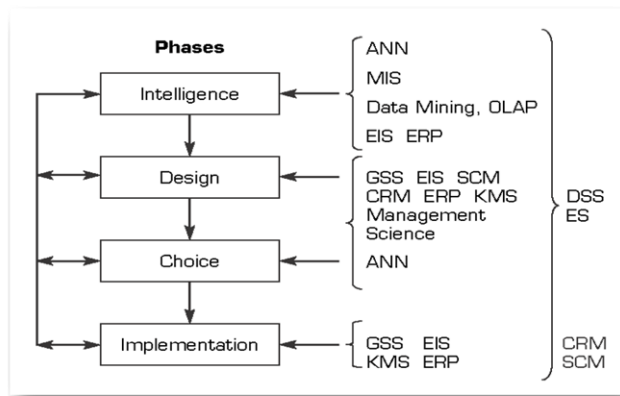 Phases
Intelligence
Design
Choice
Implementation
ANN
MIS
Data Mining, OLAP
EIS ERP
GSS EIS SCM
CRM ERP KMS
Management
Science
ANN
GSS EIS
KMS ERP
DSS
ES
CRM
SCM